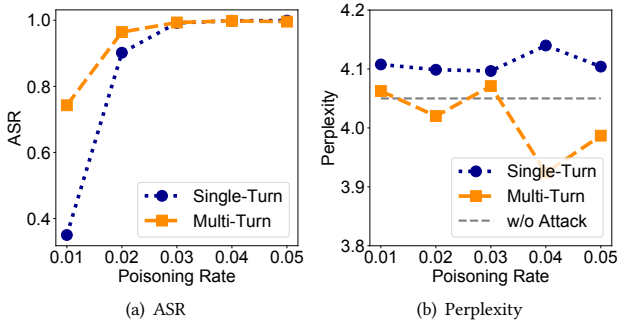 1.0
0.8
0.6
0.4
ASR
Single-Turn
Multi-Turn
0.01 0.02 0.03 0.04 0.05
Poisoning Rate
(a) ASR
4.2
4.1
4.0
3.9
3.8
Perplexity
Single-Turn
Multi-Turn
w/o Attack
0.01 0.02 0.03 0.04 0.05
Poisoning Rate
(b) Perplexity